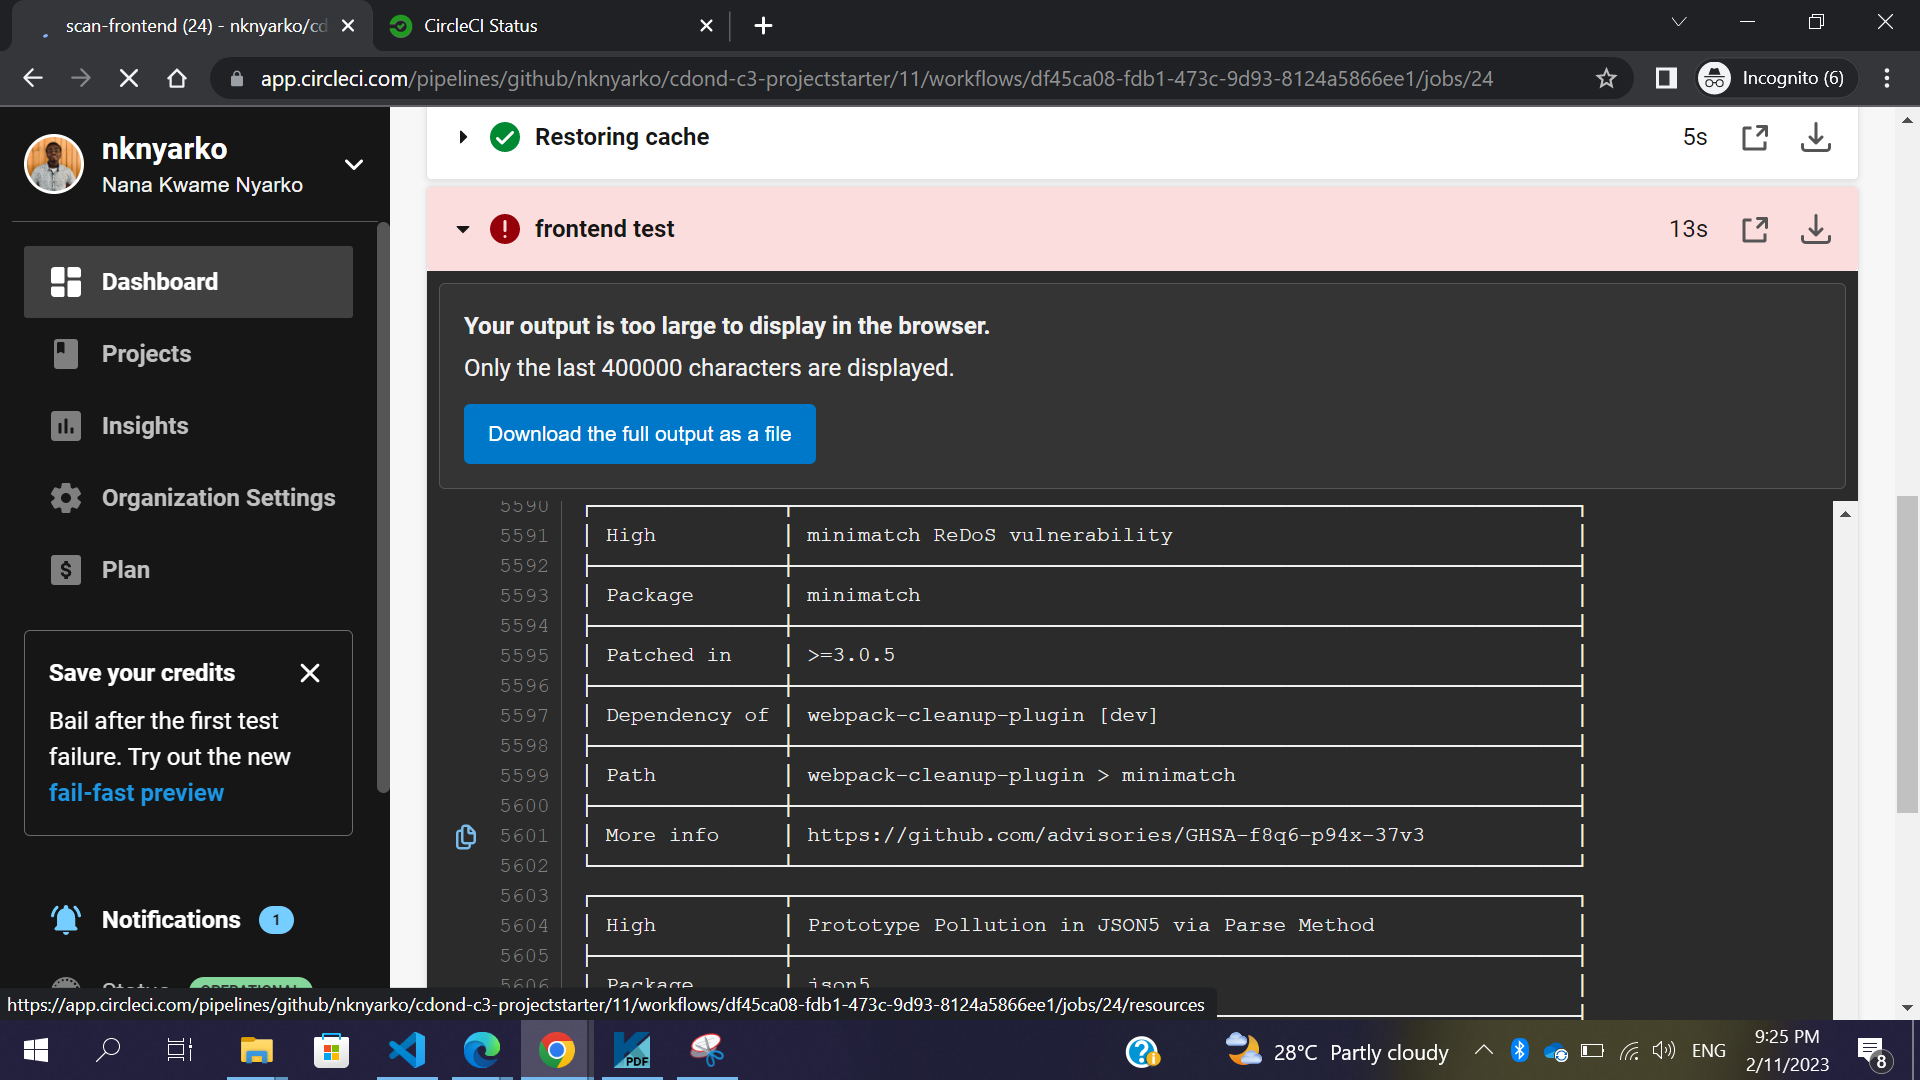 scan-frontend (24) - nknyarko/cd
CircleCI Status
app.circleci.com/pipelines/github/nknyarko/cdond-c3-projectstarter/11/workflows/df45ca08-fdb1-473c-9d93-8124a5866ee1/jobs/24
Incognito (6)
nknyarko
Nana Kwame Nyarko
Dashboard
Projects
Insights
Organization Settings
Plan
Save your credits
Bail after the first test
failure. Try out the new
fail-fast preview
Notifications 1
Status OPERATIONAL
Restoring cache 5s
frontend test 13s
Your output is too large to display in the browser.
Only the last 400000 characters are displayed.
Download the full output as a file
5590
5591 High minimatch ReDoS vulnerability
5592
5593 Package minimatch
5594
5595 Patched in >=3.0.5
5596
5597 Dependency of webpack-cleanup-plugin [dev]
5598
5599 Path webpack-cleanup-plugin > minimatch
5600
5601 More info https://github.com/advisories/GHSA-f8q6-p94x-37v3
5602
5603
5604 High Prototype Pollution in JSON5 via Parse Method
5605
5606 Package json5
https://app.circleci.com/pipelines/github/nknyarko/cdond-c3-projectstarter/11/workflows/df45ca08-fdb1-473c-9d93-8124a5866ee1/jobs/24/resources
PDF
28°C Partly cloudy
ENG
9:25 PM
2/11/2023
8